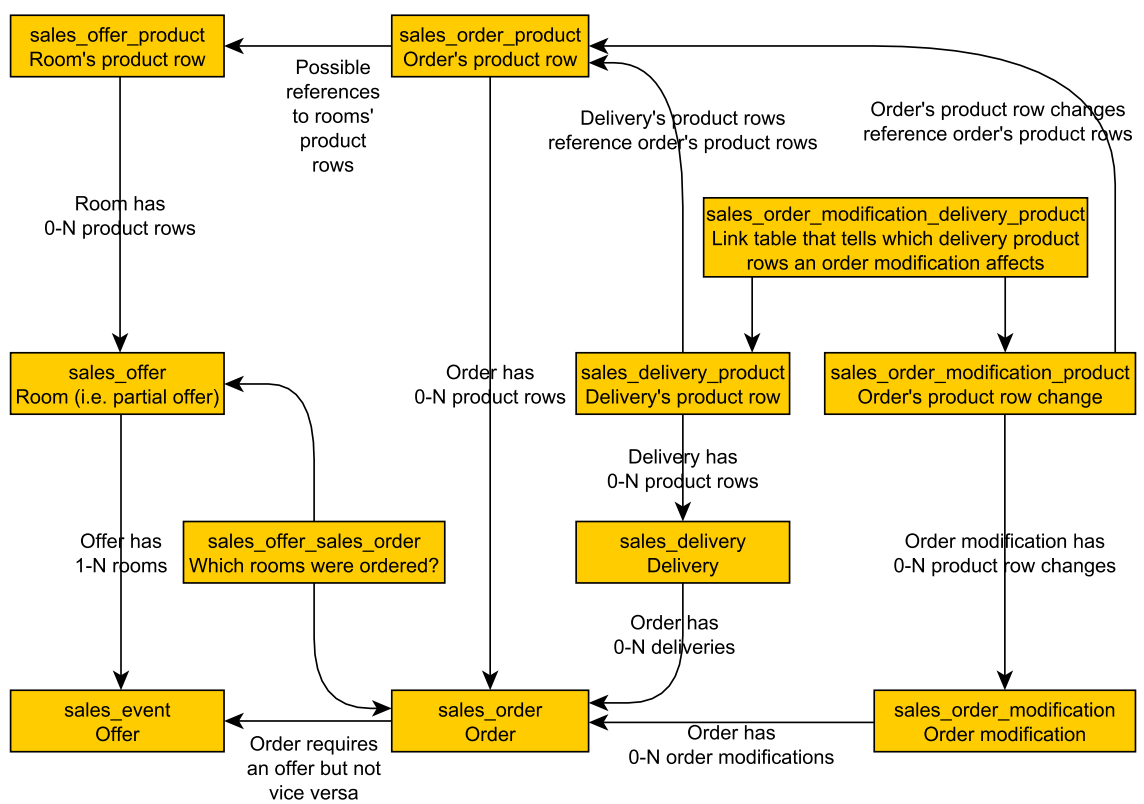 sales_offer_product
Room's product row
sales_order_product
Order's product row
Possible
references
to rooms'
product
rows
Delivery's product rows
reference order's product rows
Order's product row changes
reference order's product rows
Room has
0-N product rows
sales_order_modification_delivery_product
Link table that tells which delivery product
rows an order modification affects
sales_offer
Room (i.e. partial offer)
Order has
0-N product rows
sales_delivery_product
Delivery's product row
sales_order_modification_product
Order's product row change
Delivery has
0-N product rows
Offer has
1-N rooms
sales_offer_sales_order
Which rooms were ordered?
sales_delivery
Delivery
Order modification has
0-N product row changes
Order has
0-N deliveries
sales_event
Offer
sales_order
Order
sales_order_modification
Order modification
Order requires
an offer but not
vice versa
Order has
0-N order modifications